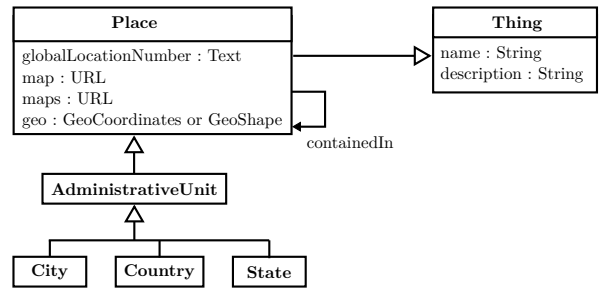 Place
globalLocationNumber : Text
map : URL
maps : URL
geo : GeoCoordinates or GeoShape
Thing
name : String
description : String
containedIn
AdministrativeUnit
City
Country
State